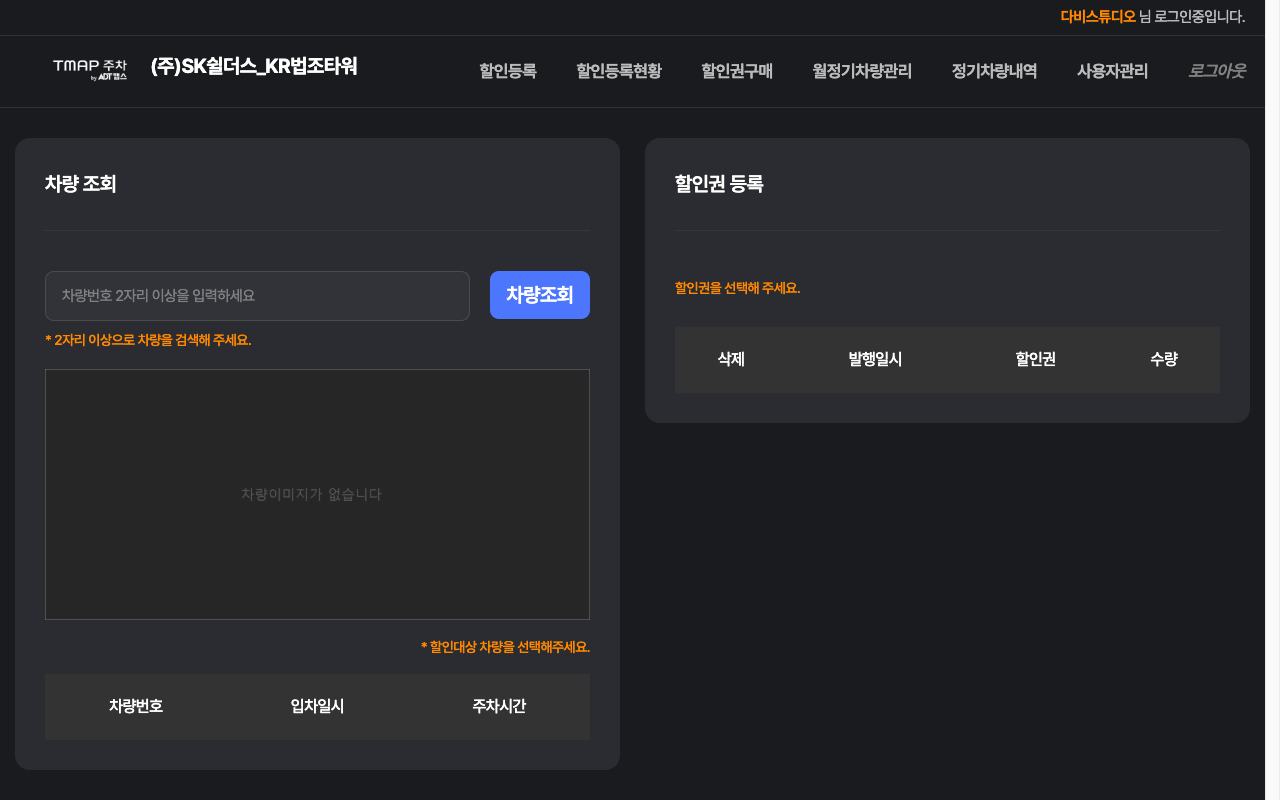 다비스튜디오 님 로그인중입니다.
TMAP 주차
by ADT캡스
(주)SK쉴더스_KR법조타워
할인등록 할인등록현황 할인권구매 월정기차량관리 정기차량내역 사용자관리 로그아웃
차량 조회
차량번호 2자리 이상을 입력하세요
차량조회
* 2자리 이상으로 차량을 검색해 주세요.
차량이미지가 없습니다
* 할인대상 차량을 선택해주세요.
차량번호 입차일시 주차시간
할인권 등록
할인권을 선택해 주세요.
삭제 발행일시 할인권 수량